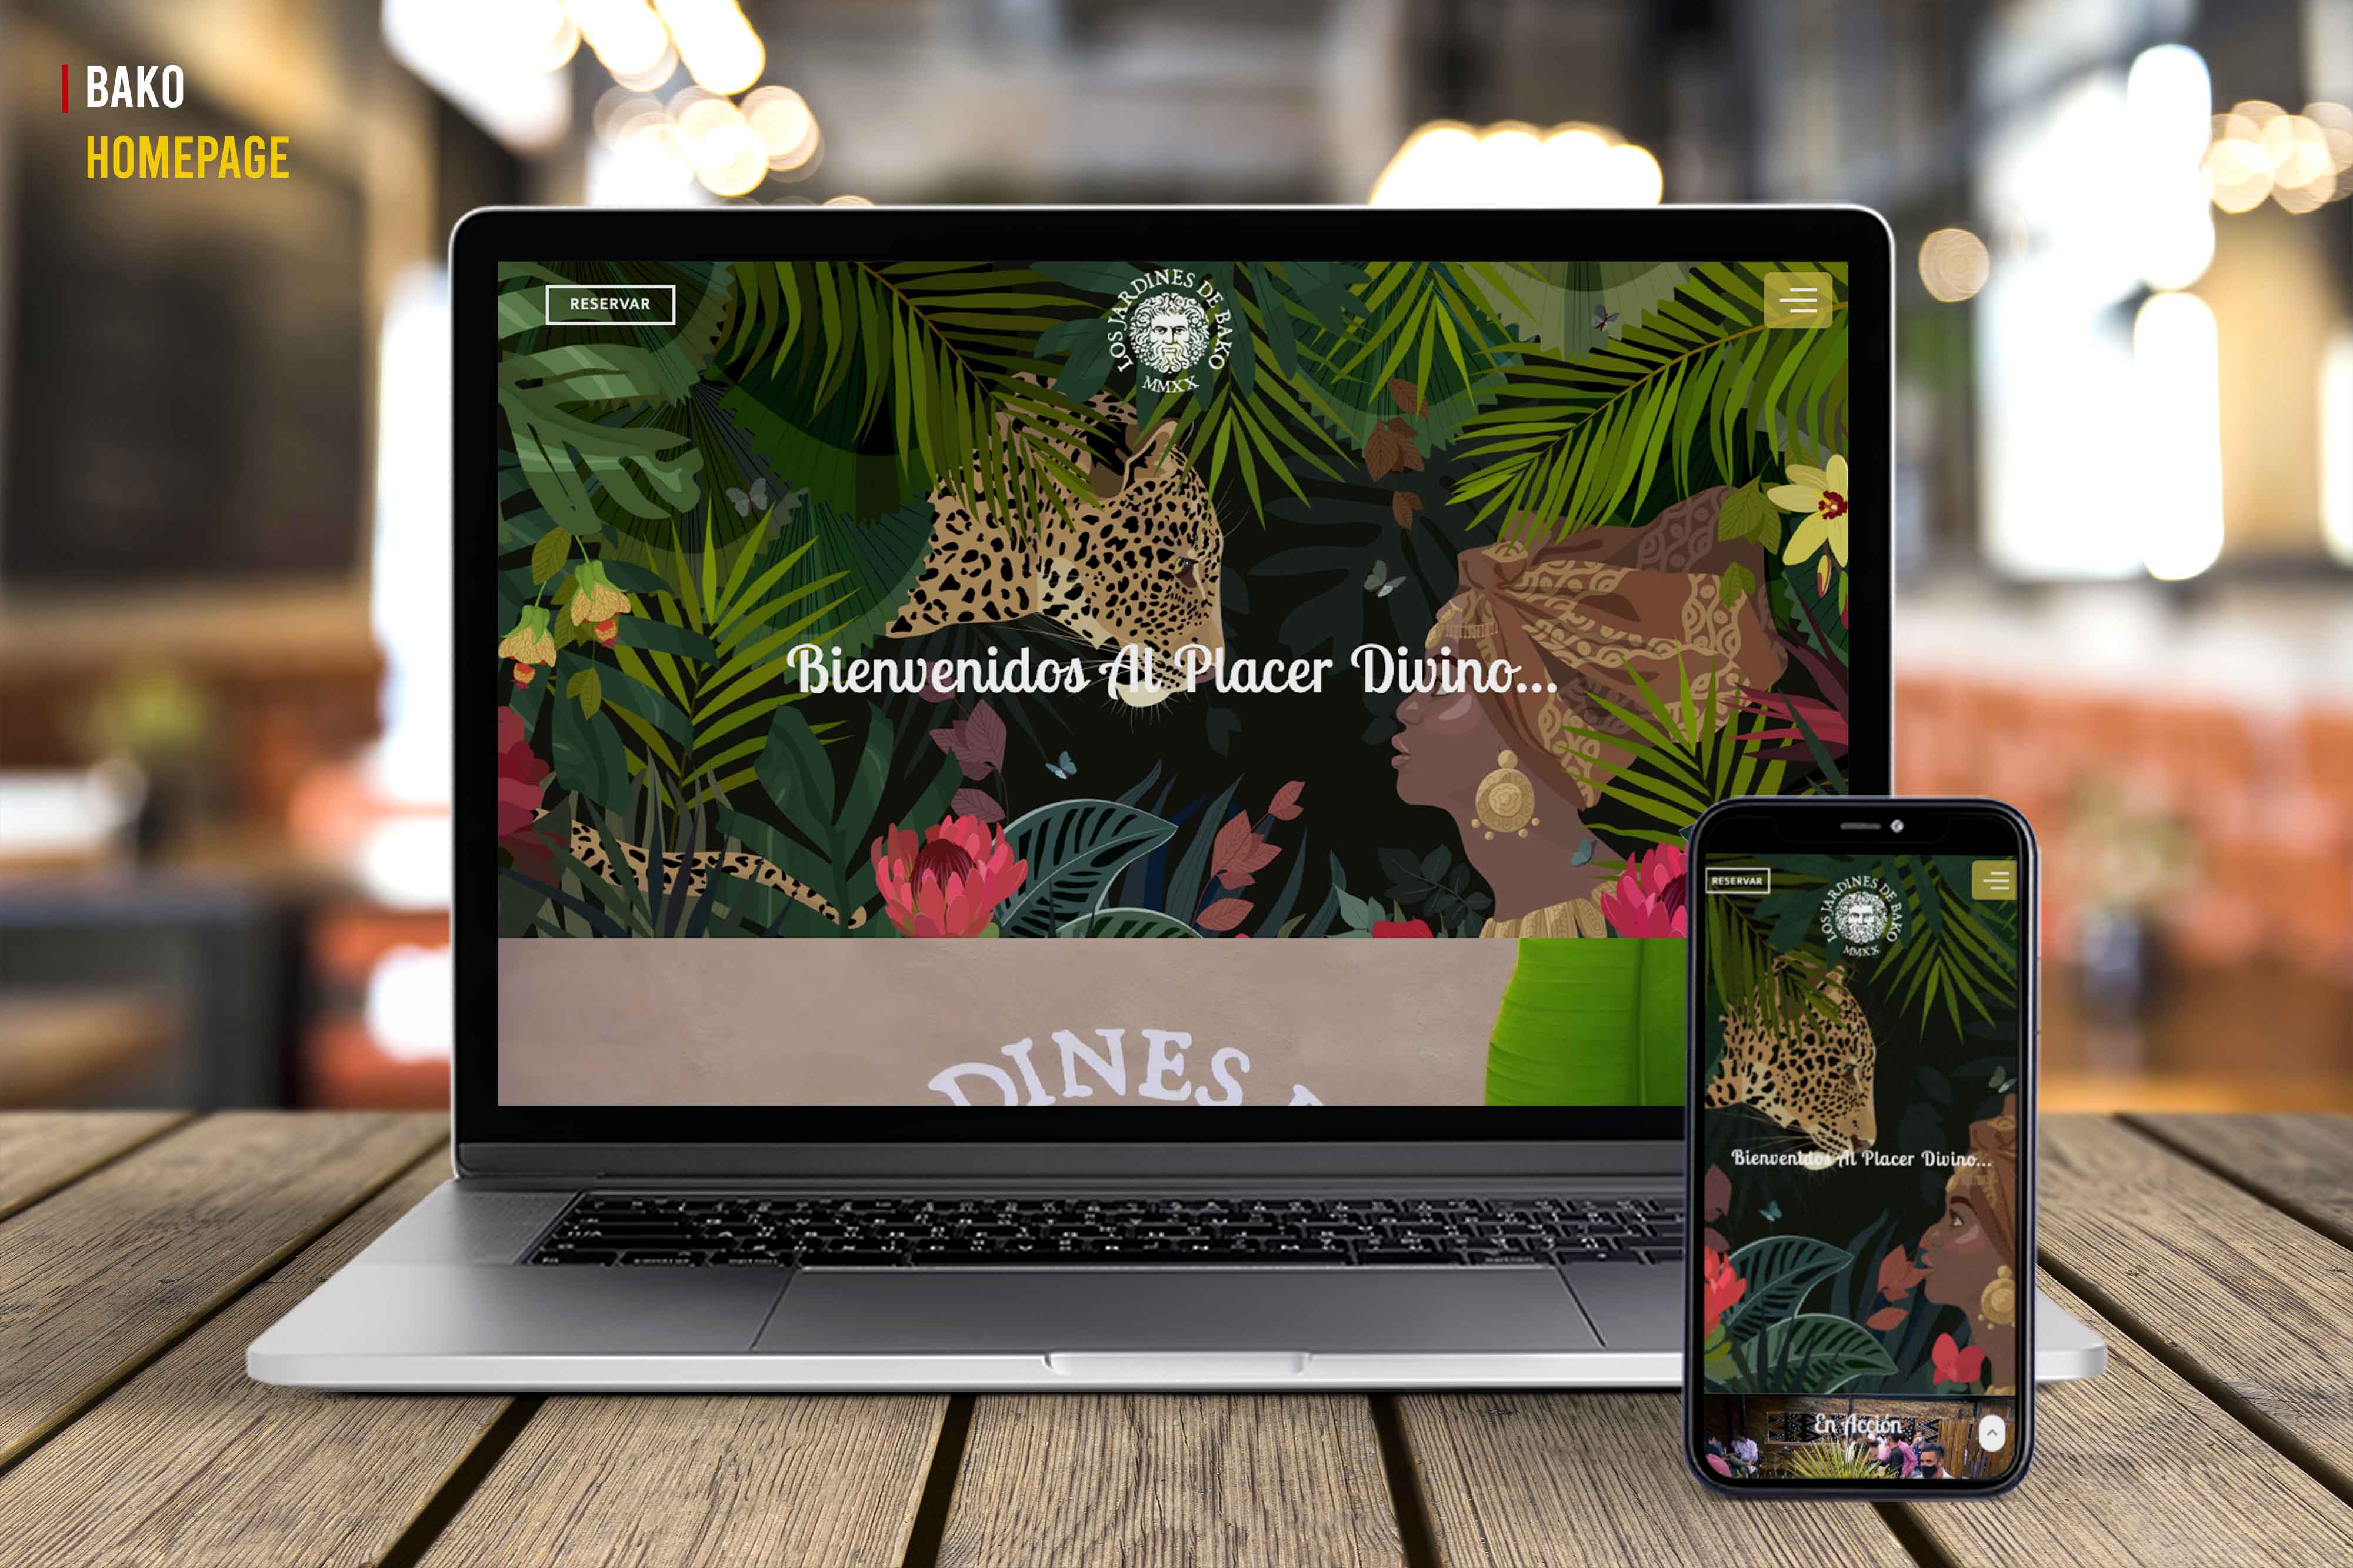 BAKO
HOMEPAGE
RESERVAR
LOS JARDINES DE BAKO
MMXX
Bienvenidos Al Placer Divino...
DINES
RESERVAR
LOS JARDINES DE BAKO
MMXX
Bienvenidos Al Placer Divino...
En Acción